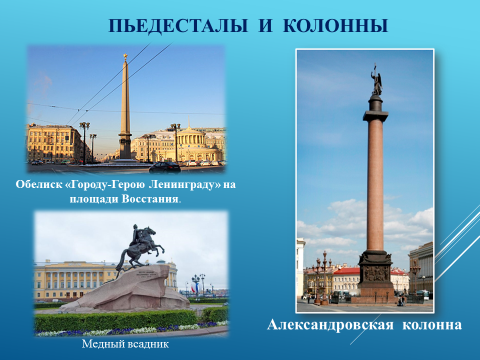 ПЬЕДЕСТАЛЫ И КОЛОННЫ
Обелиск «Городу-Герою Ленинграду» на
площади Восстания.
Медный всадник
Александровская колонна